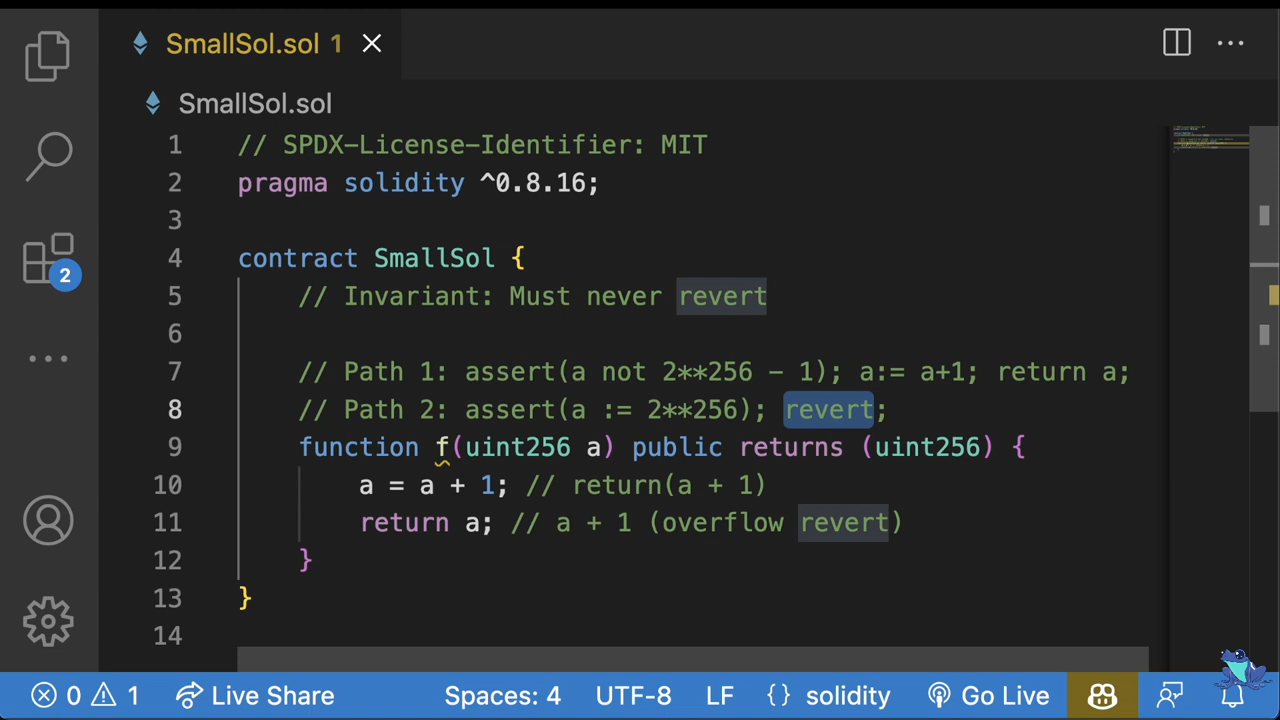 SmallSol.sol 1
SmallSol.sol
1 // SPDX-License-Identifier: MIT
2 pragma solidity ^0.8.16;
3
4 contract SmallSol {
5 // Invariant: Must never revert
6
7 // Path 1: assert(a not 2**256 - 1); a:= a+1; return a;
8 // Path 2: assert(a := 2**256); revert;
9 function f(uint256 a) public returns (uint256) {
10 a = a + 1; // return(a + 1)
11 return a; // a + 1 (overflow revert)
12 }
13 }
14
2
0 1 Live Share Spaces: 4 UTF-8 LF {} solidity Go Live